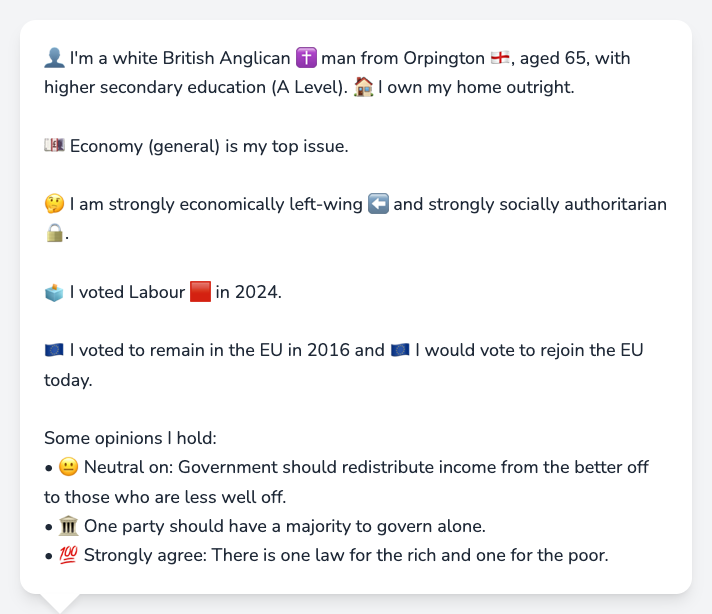 👤 I'm a white British Anglican ✝️ man from Orpington 🏴󠁧󠁢󠁥󠁮󠁧󠁿, aged 65, with
higher secondary education (A Level). 🏠 I own my home outright.
💷 Economy (general) is my top issue.
🤔 I am strongly economically left-wing ⬅️ and strongly socially authoritarian
🔒.
🗳️ I voted Labour 🟥 in 2024.
🇪🇺 I voted to remain in the EU in 2016 and 🇪🇺 I would vote to rejoin the EU
today.
Some opinions I hold:
• 😐 Neutral on: Government should redistribute income from the better off
to those who are less well off.
• 🏛️ One party should have a majority to govern alone.
• 💯 Strongly agree: There is one law for the rich and one for the poor.